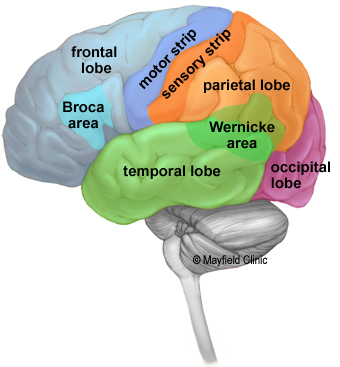 frontal
lobe
motor strip
sensory strip
parietal lobe
Broca
area
Wernicke
area
temporal lobe
occipital
lobe
© Mayfield Clinic